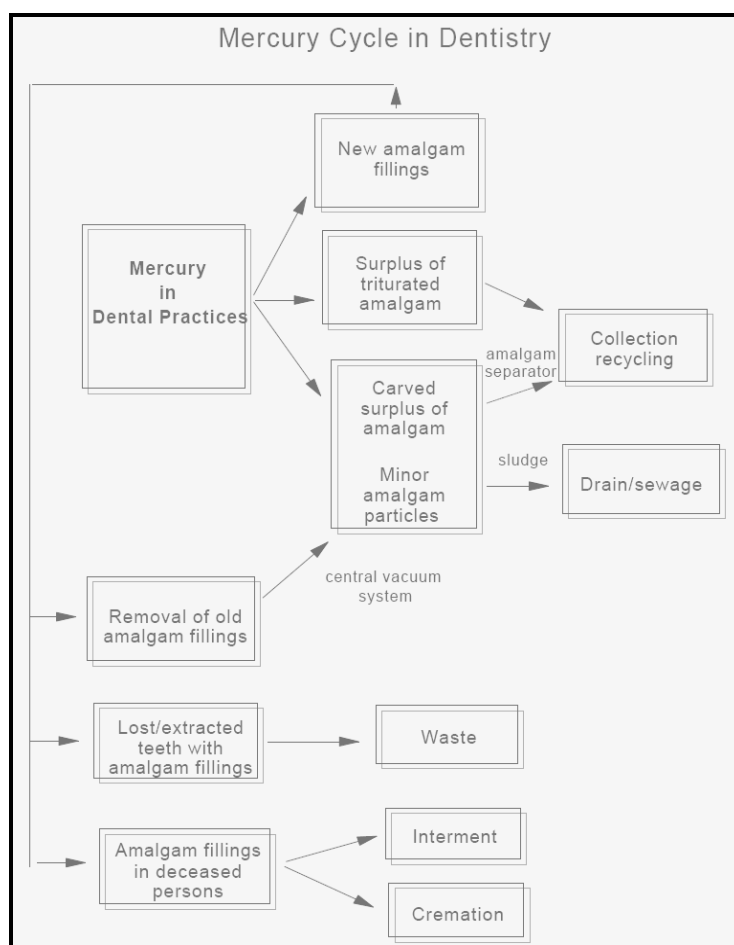 Mercury Cycle in Dentistry
New amalgam
fillings
Mercury
in
Dental Practices
Surplus of
triturated
amalgam
Collection
recycling
amalgam
separator
Carved
surplus of
amalgam
Minor
amalgam
particles
sludge
Drain/sewage
central vacuum
system
Removal of old
amalgam fillings
Lost/extracted
teeth with
amalgam fillings
Waste
Amalgam fillings
in deceased
persons
Interment
Cremation